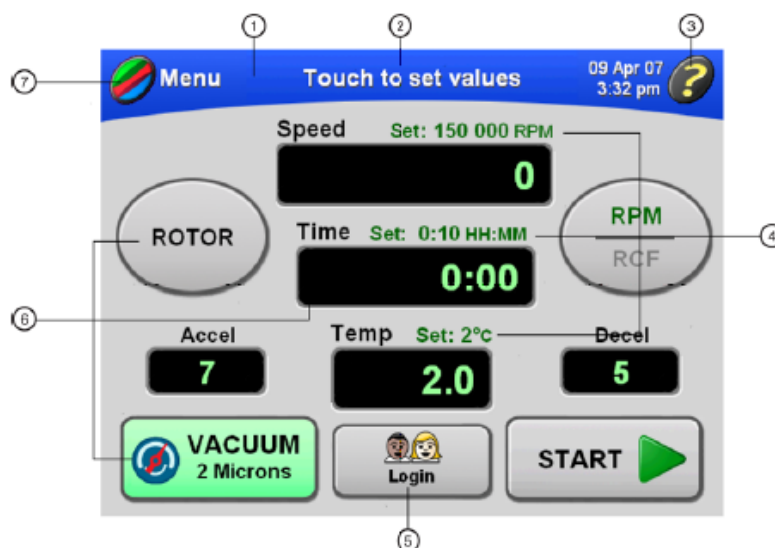 1
2
3
7
Menu
Touch to set values
09 Apr 07
3:32 pm
?
Speed
Set: 150 000 RPM
0
ROTOR
RPM
RCF
Time
Set: 0:10 HH:MM
4
0:00
6
Accel
Temp
Set: 2°C
Decel
7
2.0
5
VACUUM
2 Microns
Login
START
5